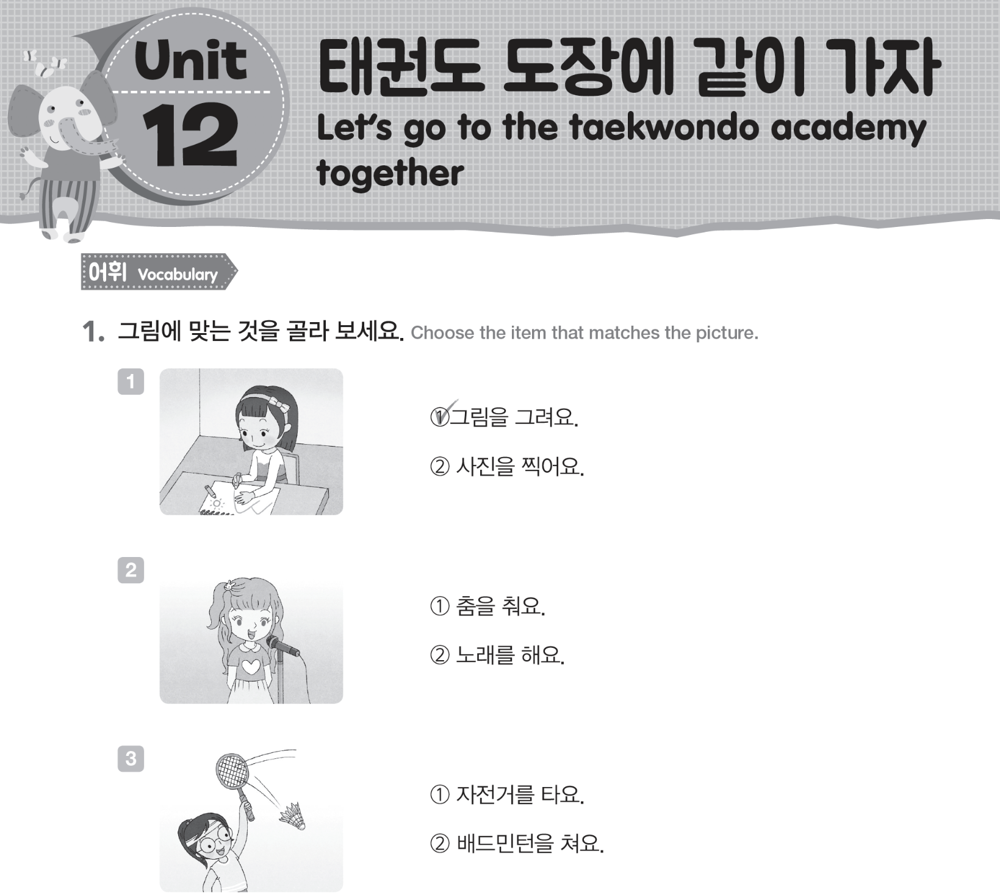 Unit
12
태권도 도장에 같이 가자
Let's go to the taekwondo academy
together
어휘 Vocabulary
1. 그림에 맞는 것을 골라 보세요. Choose the item that matches the picture.
1
① 그림을 그려요.
② 사진을 찍어요.
2
① 춤을 춰요.
② 노래를 해요.
3
① 자전거를 타요.
② 배드민턴을 쳐요.